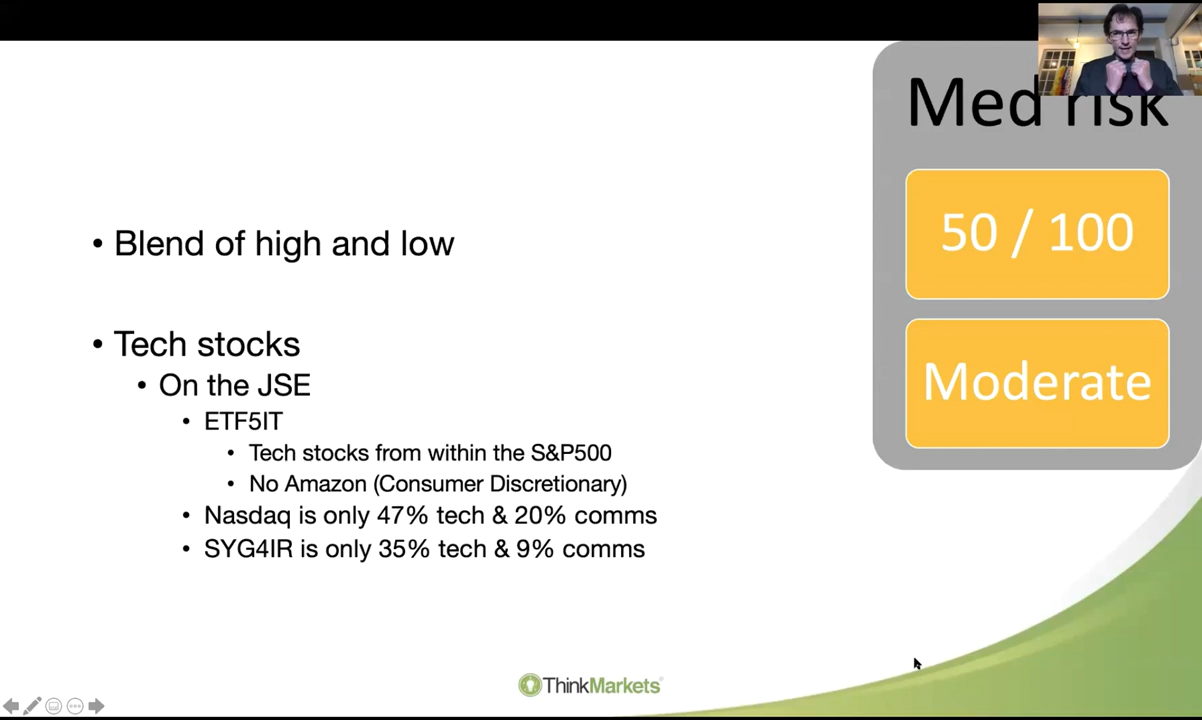 Med risk
50 / 100
Moderate
• Blend of high and low
• Tech stocks
• On the JSE
• ETF5IT
• Tech stocks from within the S&P500
• No Amazon (Consumer Discretionary)
• Nasdaq is only 47% tech & 20% comms
• SYG4IR is only 35% tech & 9% comms
ThinkMarkets